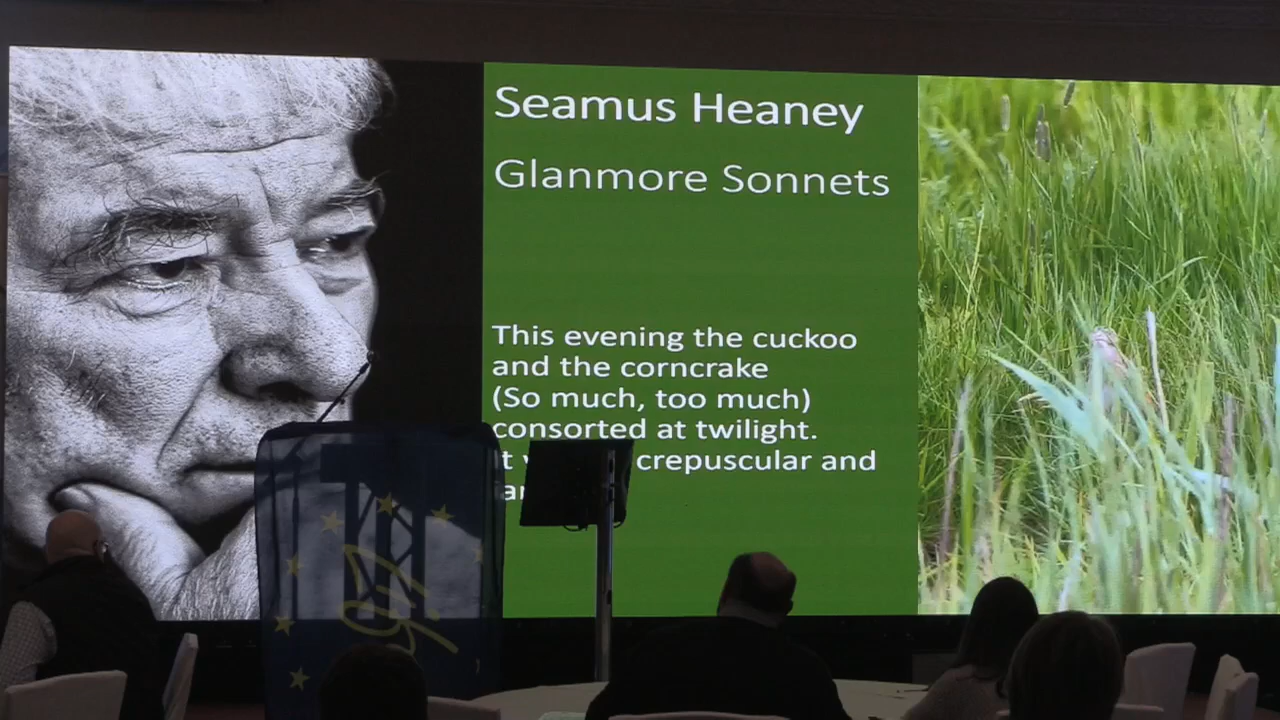 Seamus Heaney
Glanmore Sonnets
This evening the cuckoo
and the corncrake
(So much, too much)
consorted at twilight.
crepuscular and